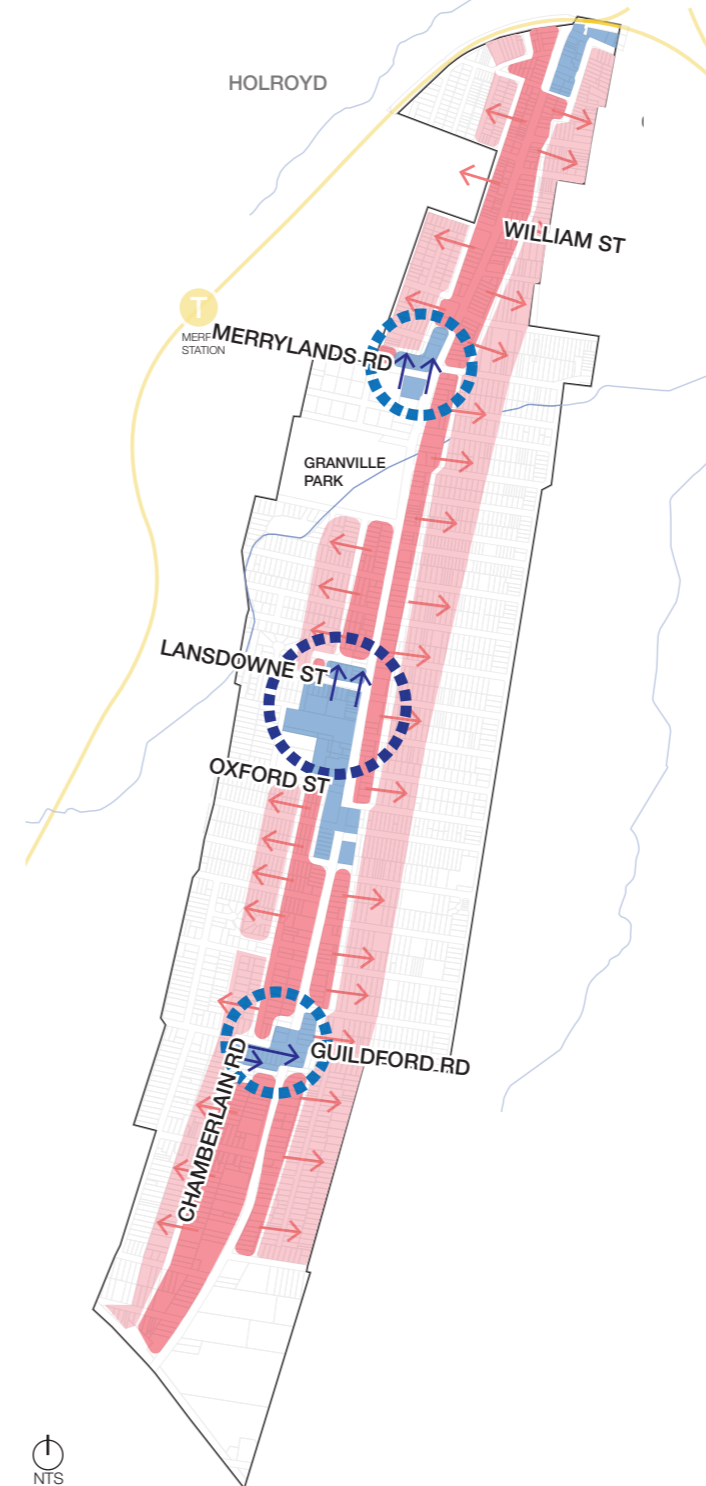 HOLROYD
WILLIAM ST
T
MERRYLANDS RD
STATION
GRANVILLE
PARK
LANSDOWNE ST
OXFORD ST
GUILDFORD RD
CHAMBERLAIN RD
NTS